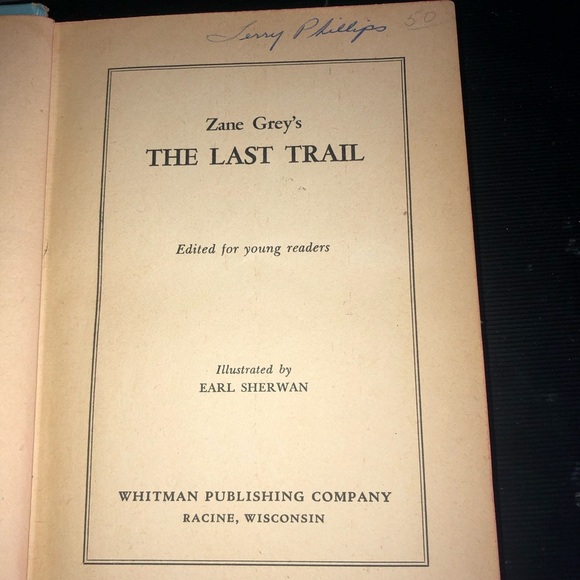 Jerry Phillips 50
Zane Grey's
THE LAST TRAIL
Edited for young readers
Illustrated by
EARL SHERWAN
WHITMAN PUBLISHING COMPANY
RACINE, WISCONSIN